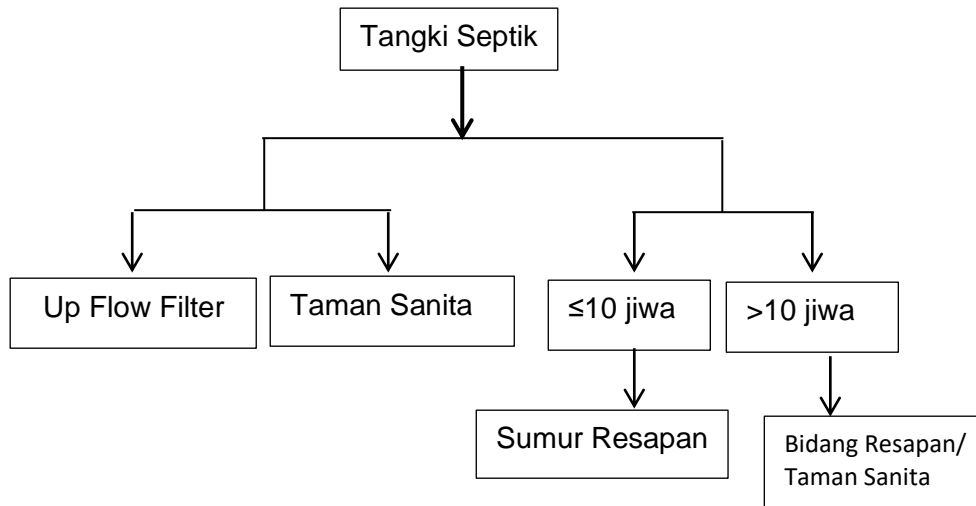 Tangki Septik
Up Flow Filter
Taman Sanita
≤10 jiwa
>10 jiwa
Sumur Resapan
Bidang Resapan/
Taman Sanita